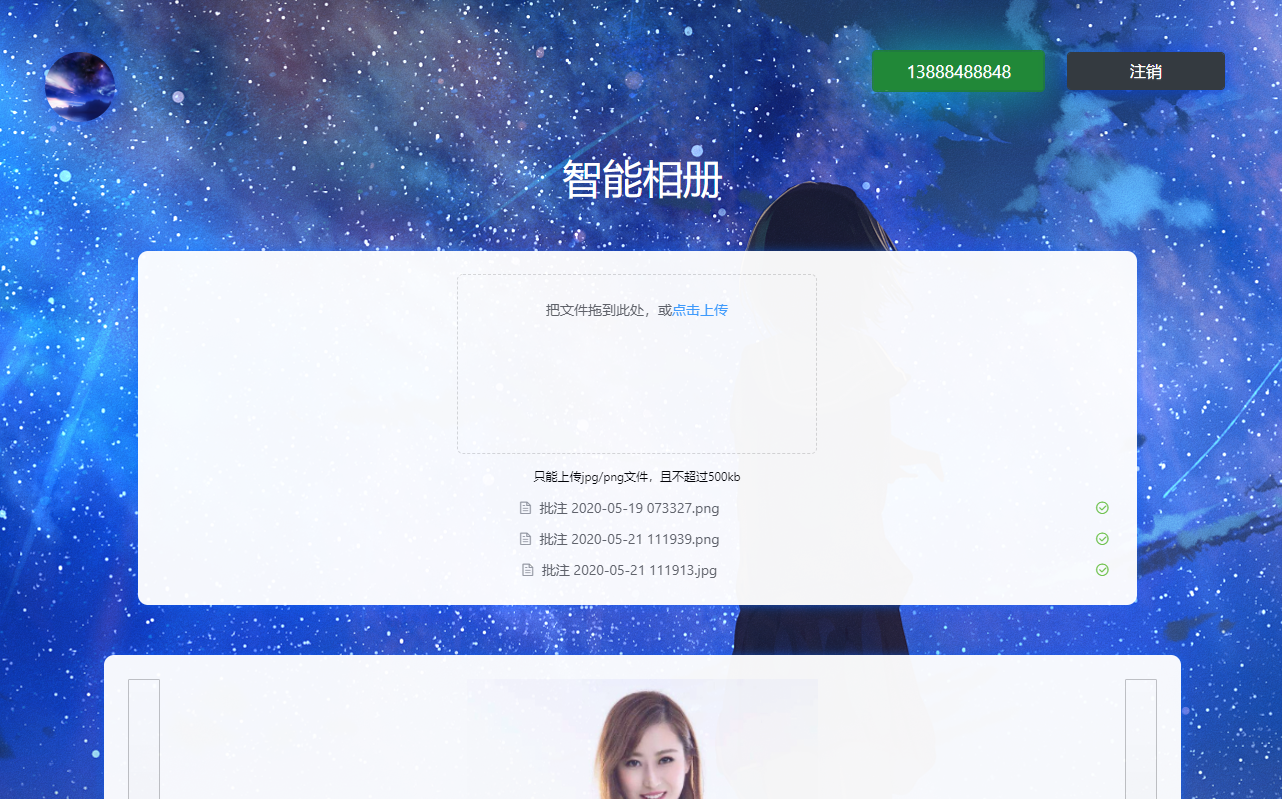 13888488848
注销
智能相册
把文件拖到此处，或点击上传
只能上传jpg/png文件，且不超过500kb
批注 2020-05-19 073327.png
批注 2020-05-21 111939.png
批注 2020-05-21 111913.jpg